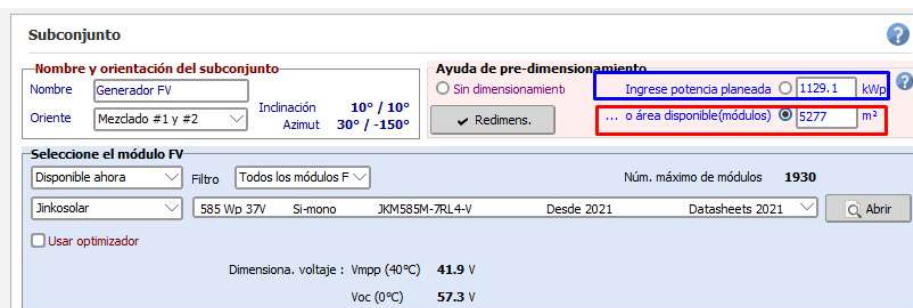 Subconjunto
Nombre y orientación del subconjunto
Nombre Generador FV
Oriente Mezclado #1 y #2
Inclinación 10° / 10°
Azimut 30° / -150°
Ayuda de pre-dimensionamiento
Sin dimensionamient
Ingrese potencia planeada 1129.1 kWp
Redimens.
... o área disponible(módulos) 5277 m²
Seleccione el módulo FV
Disponible ahora Filtro Todos los módulos F Núm. máximo de módulos 1930
Jinkosolar 585 Wp 37V Si-mono JKM585M-7RL4-V Desde 2021 Datasheets 2021 Abrir
Usar optimizador
Dimensiona. voltaje : Vmpp (40°C) 41.9 V
Voc (0°C) 57.3 V